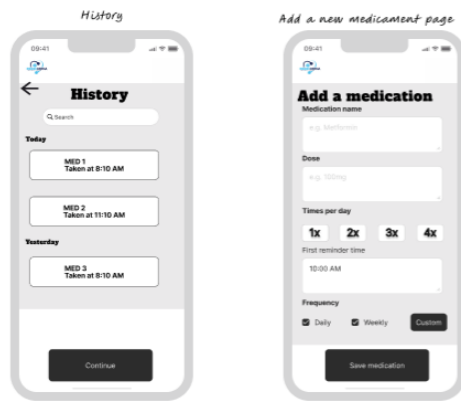 History
09:41
History
Search
Today
MED 1
Taken at 8:10 AM
MED 2
Taken at 11:10 AM
Yesterday
MED 3
Taken at 8:10 AM
Continue
Add a new medicament page
09:41
Add a medication
Medication name
e.g. Metformin
Dose
e.g. 100mg
Times per day
1x 2x 3x 4x
First reminder time
10:00 AM
Frequency
Daily Weekly Custom
Save medication